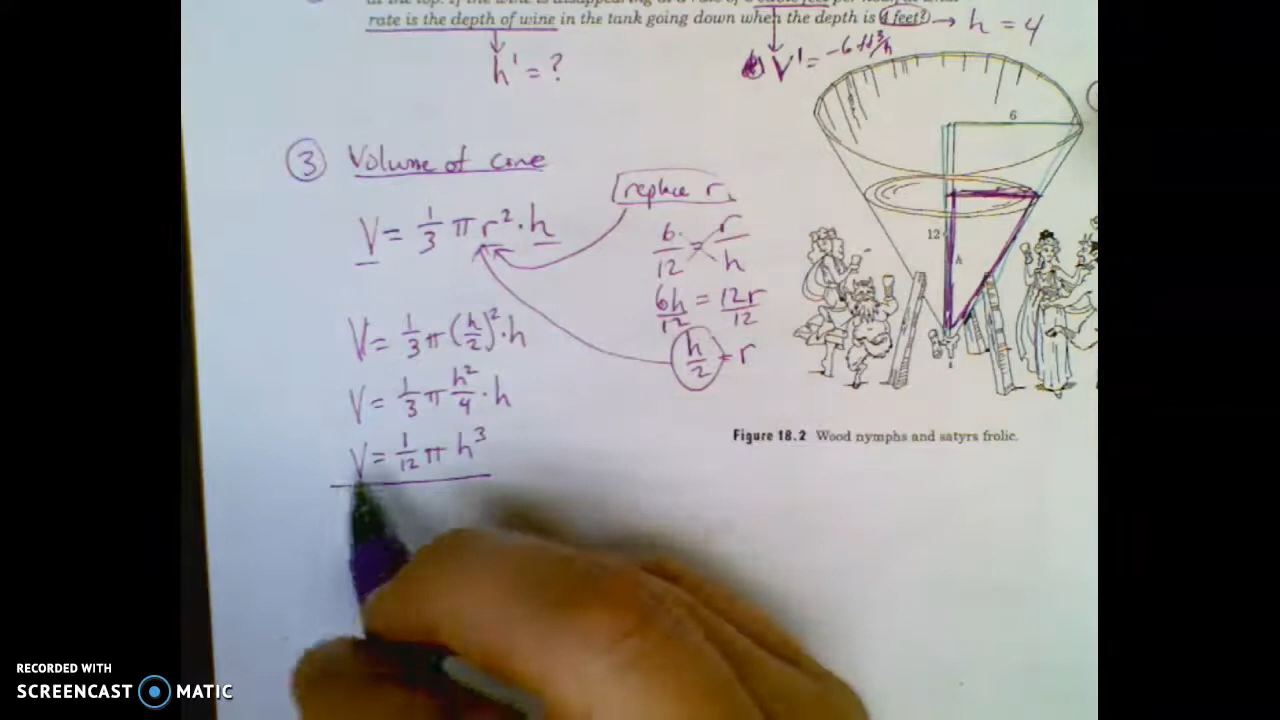 rate is the depth of wine in the tank going down when the depth is 4 feet? → h = 4
h' = ?
V' = -6 ft³/h
6
③ Volume of cone
replace r
V = 1/3 π r² · h
6/12 = r/h
12
h
6h/12 = 12r/12
V = 1/3 π (h/2)² · h
h/2 = r
V = 1/3 π h²/4 · h
V = 1/12 π h³
Figure 18.2 Wood nymphs and satyrs frolic.
RECORDED WITH
SCREENCAST MATIC